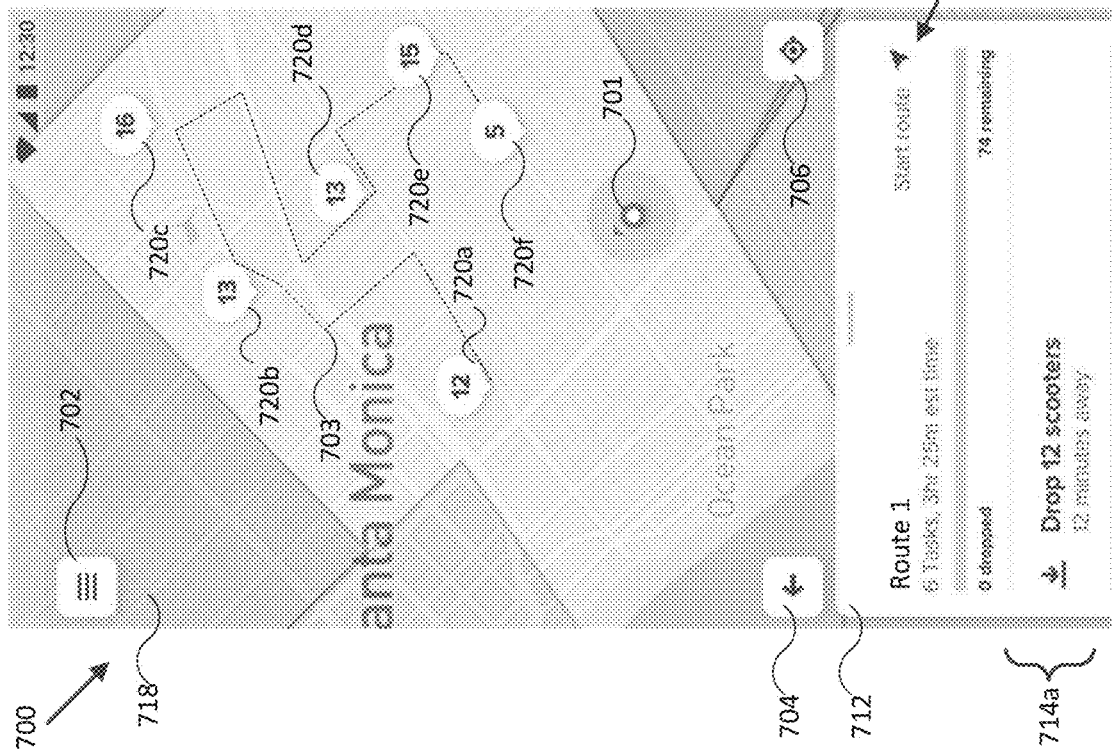 700
12:30
702
16
718
720c
13
720b
720d
703
13
anta Monica
15
720e
12
720a
5
720f
701
Ocean Park
704
706
712
Route 1
Start route
6 Tasks, 3hr 25m est time
0 dropped
74 remaining
714a
Drop 12 scooters
12 minutes away